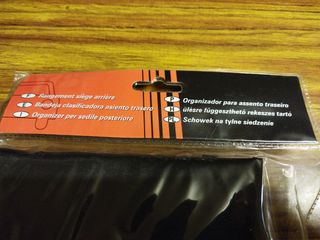 F Rangement siège arrière
E Bandeja clasificadora asiento trasero
I Organizer per sedile posteriore
P Organizador para assento traseiro
H ülésre függeszthető rekeszes tartó
PL Schowek na tylne siedzenie